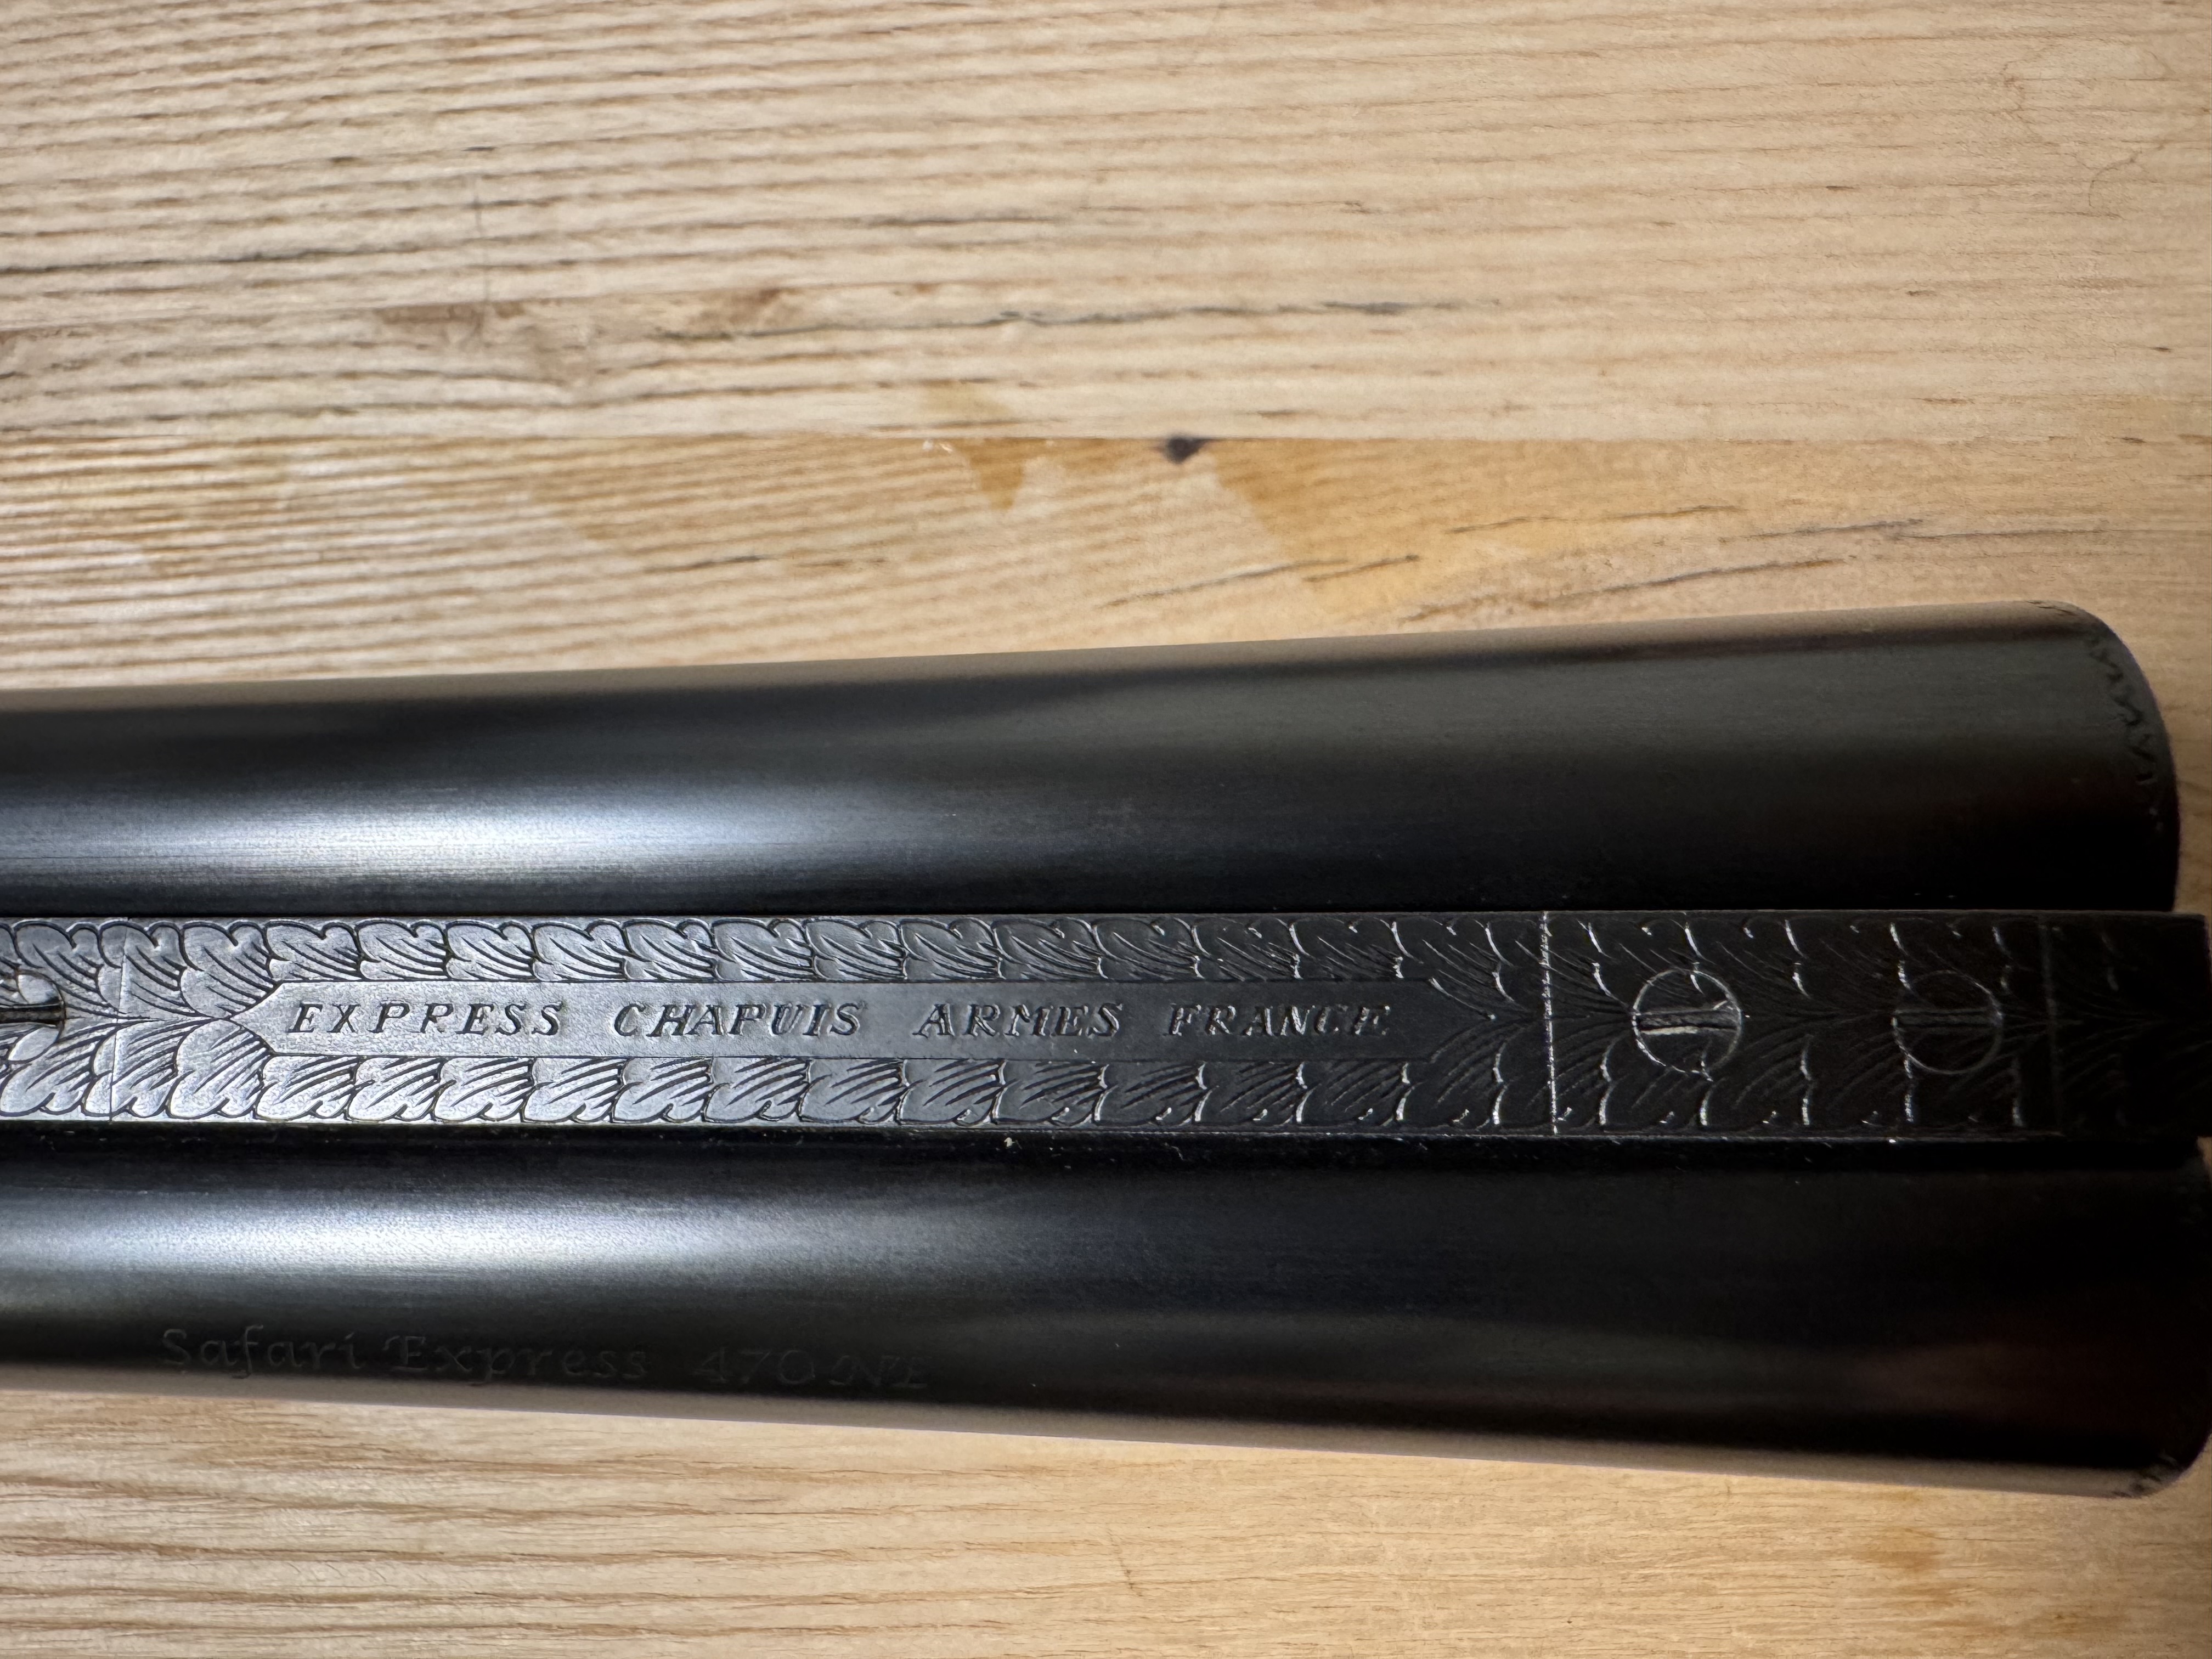 EXPRESS CHAPUIS ARMES FRANCE
Safari Express 470 NE